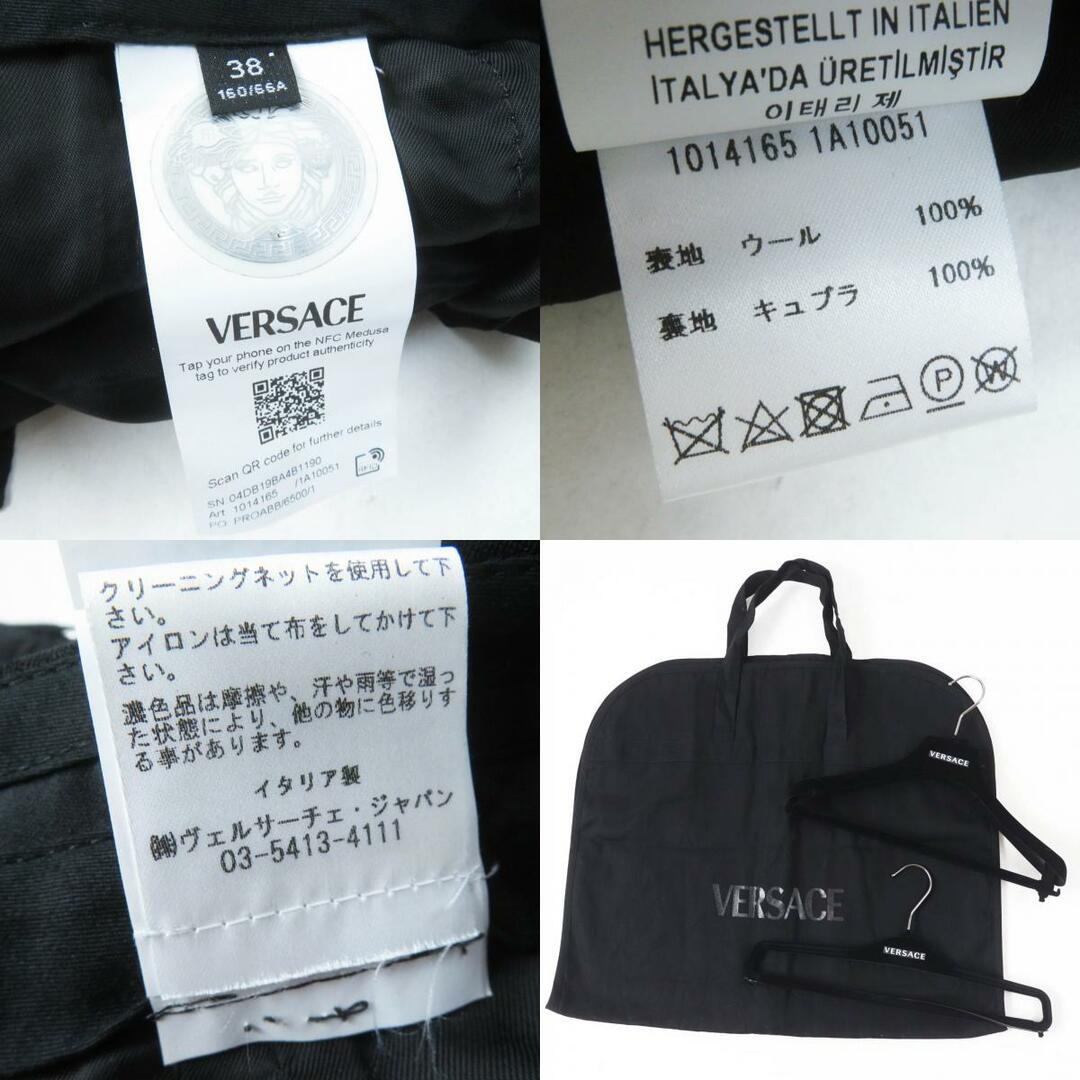 38
160/66A
VERSACE
Tap your phone on the NFC Medusa
tag to verify product authenticity
Scan QR code for further details
SN 04DB19BA4B1190
Art 1014165 /1A10051
PO PROABB/6500/1
RFID
HERGESTELLT IN ITALIEN
İTALYA'DA ÜRETİLMİŞTİR
이태리 제
1014165 1A10051
表地 ウール 100%
裏地 キュプラ 100%
P
W
クリーニングネットを使用して下
さい。
アイロンは当て布をしてかけて下
さい。
濃色品は摩擦や、汗や雨等で湿っ
た状態により、他の物に色移りす
る事があります。
イタリア製
㈱ヴェルサーチェ・ジャパン
03-5413-4111
VERSACE
VERSACE
VERSACE